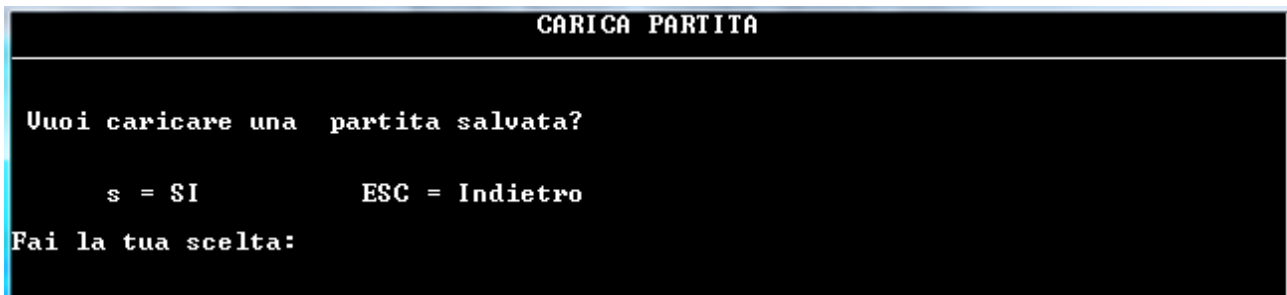 CARICA PARTITA
Vuoi caricare una partita salvata?
s = SI ESC = Indietro
Fai la tua scelta: